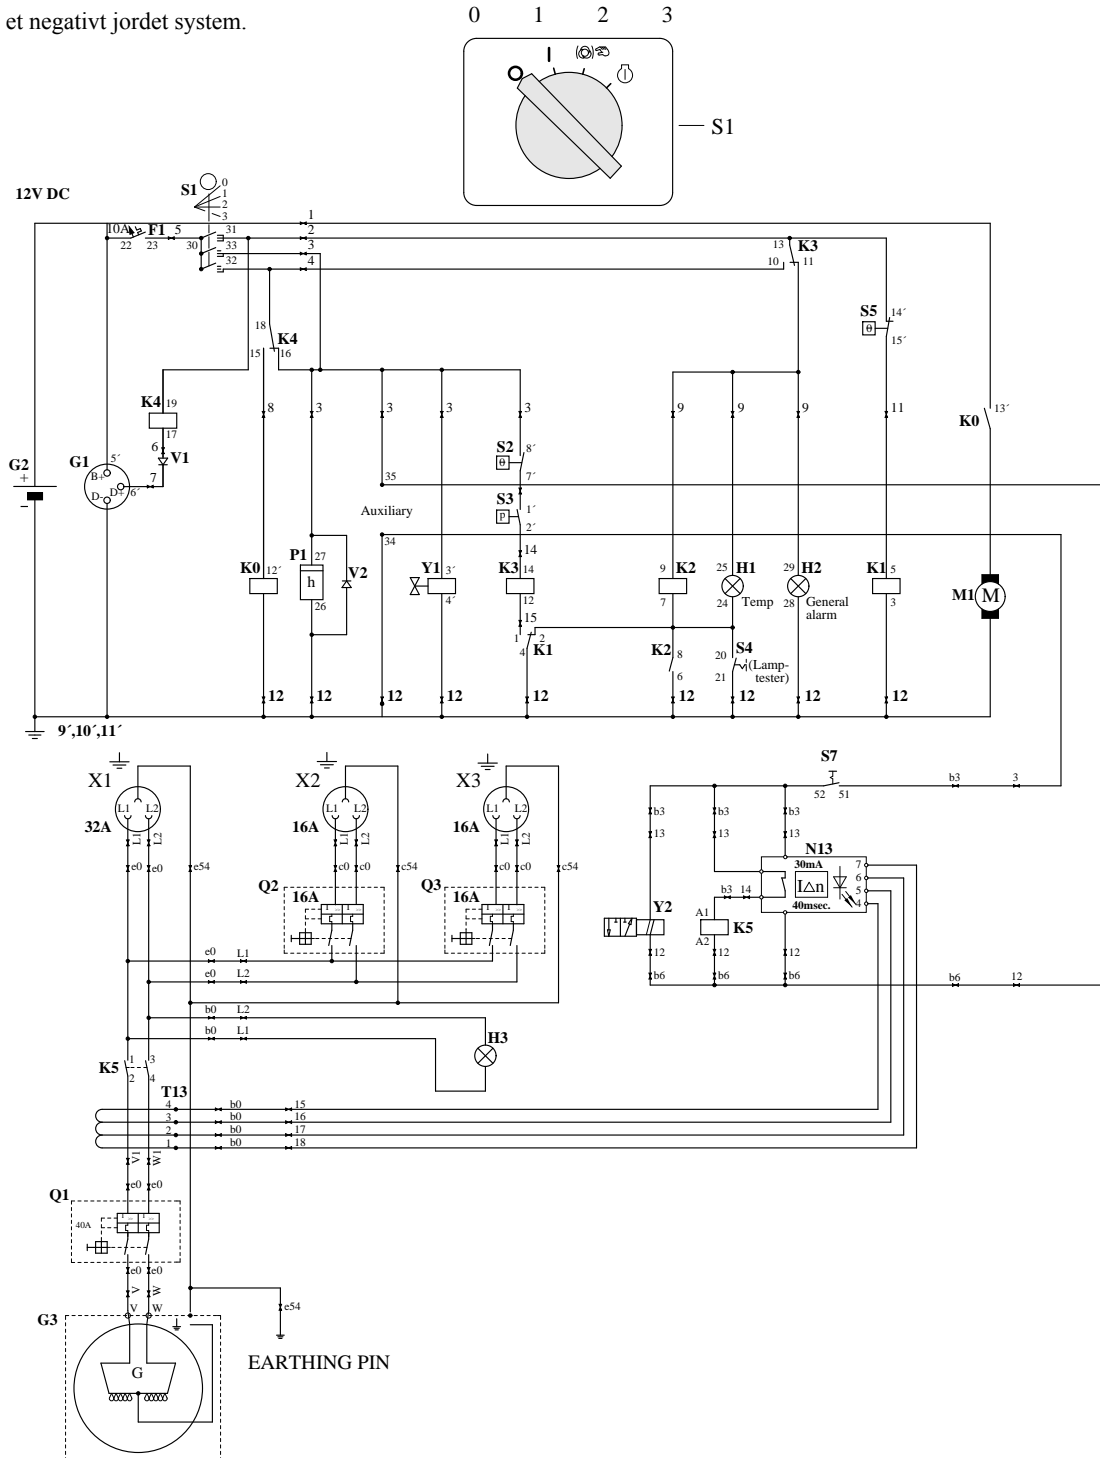 et negativt jordet system.
0 1 2 3
S1
12V DC
S1 0
1
2
3
1
10A F1 5 31 2
22 23 30 33 3
32 4
13 K3
10 11
18 K4
15 16
S5 14´
θ
15´
K4 19
17
8 3 3 3 3 9 9 9 11
K0 13´
6 V1
G2
+
−
G1 5´
B+
D- D+ 6´
7
S2 8´
θ
7´
35
S3 1´
p
2´
Auxiliary
34
14
K0 12´
P1 27
h
26
V2
Y1 3´
4´
K3 14
12
9 K2
7
25 H1
24 Temp
29 H2
28 General
alarm
K1 5
3
M1 M
15
1 2
4 K1
K2 8
6
S4
20
21
(Lamp-
tester)
12 12 12 12 12 12 12 12 12
9´,10´,11´
X1 X2 X3
L1 L2 L1 L2 L1 L2
32A 16A 16A
L1 L2 L1 L2 L1 L2
e0 e0 e54 c0 c0 c54 c0 c0 c54
Q2 16A Q3 16A
S7
52 51
b3 3
b3 b3 b3
13 13 13
N13
30mA
I△n
40msec.
7
6
5
4
b3 14
Y2
A1
K5
A2
12 12 12
b6 b6 b6
b6 12
e0 L1
e0 L2
b0 L2
b0 L1
H3
K5 1 3
2 4
T13
4 b0 15
3 b0 16
2 b0 17
1 b0 18
V1 W1
e0 e0
Q1
40A
e0 e0
V W
V W
G3
e54
EARTHING PIN
G